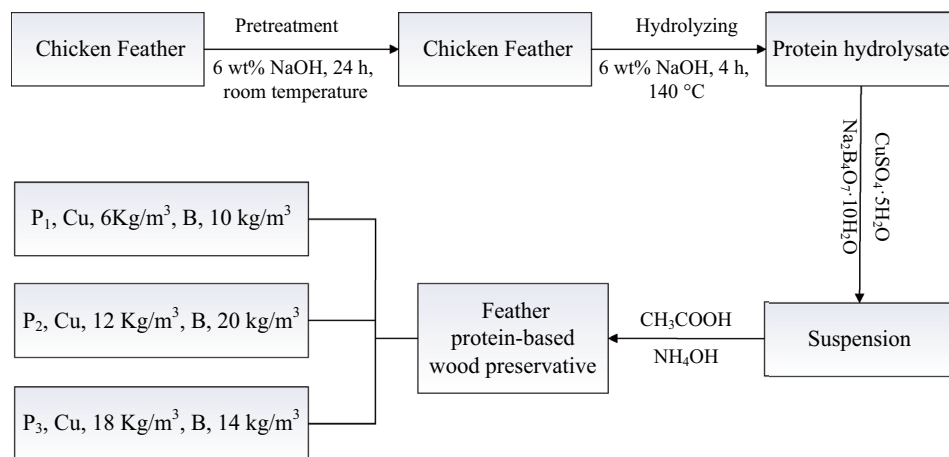 Chicken Feather
Pretreatment
6 wt% NaOH, 24 h,
room temperature
Chicken Feather
Hydrolyzing
6 wt% NaOH, 4 h,
140 °C
Protein hydrolysate
CuSO₄·5H₂O
Na₂B₄O₇·10H₂O
Suspension
CH₃COOH
NH₄OH
Feather
protein-based
wood preservative
P₁, Cu, 6Kg/m³, B, 10 kg/m³
P₂, Cu, 12 Kg/m³, B, 20 kg/m³
P₃, Cu, 18 Kg/m³, B, 14 kg/m³